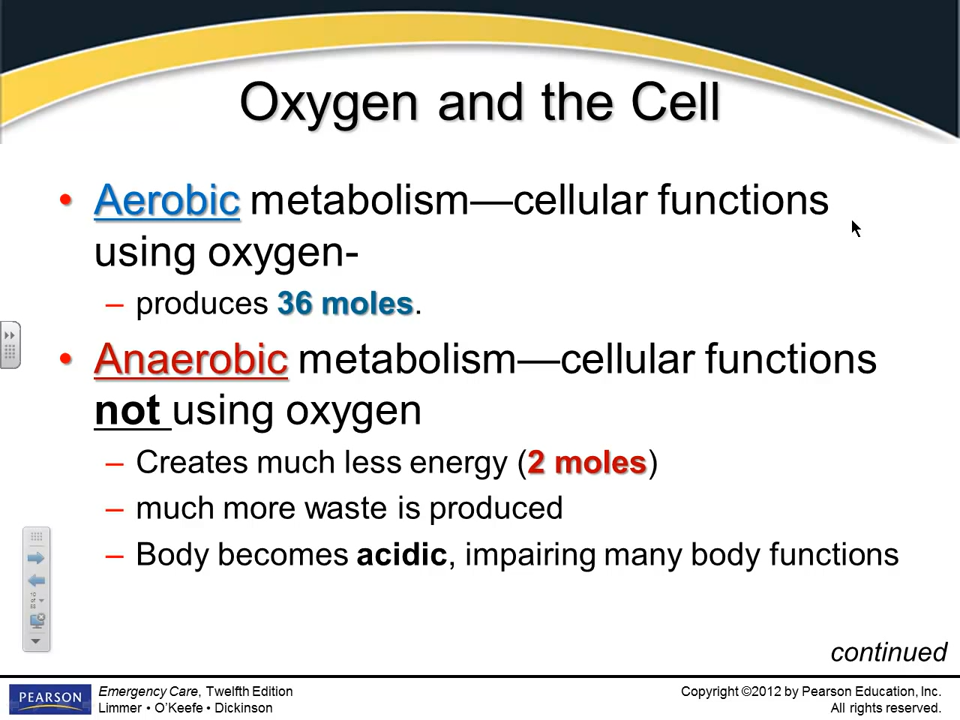 Oxygen and the Cell
• Aerobic metabolism—cellular functions
using oxygen-
– produces 36 moles.
• Anaerobic metabolism—cellular functions
not using oxygen
– Creates much less energy (2 moles)
– much more waste is produced
– Body becomes acidic, impairing many body functions
continued
PEARSON
Emergency Care, Twelfth Edition
Limmer • O'Keefe • Dickinson
Copyright ©2012 by Pearson Education, Inc.
All rights reserved.